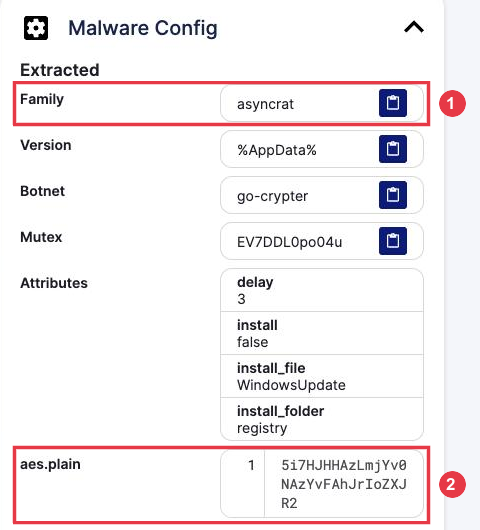 Malware Config
Extracted
Family
asyncrat
1
Version
%AppData%
Botnet
go-crypter
Mutex
EV7DDL0po04u
Attributes
delay
3
install
false
install_file
WindowsUpdate
install_folder
registry
aes.plain
1
5i7HJHHAzLmjYv0
NAzYvFAhJrIoZXJ
R2
2